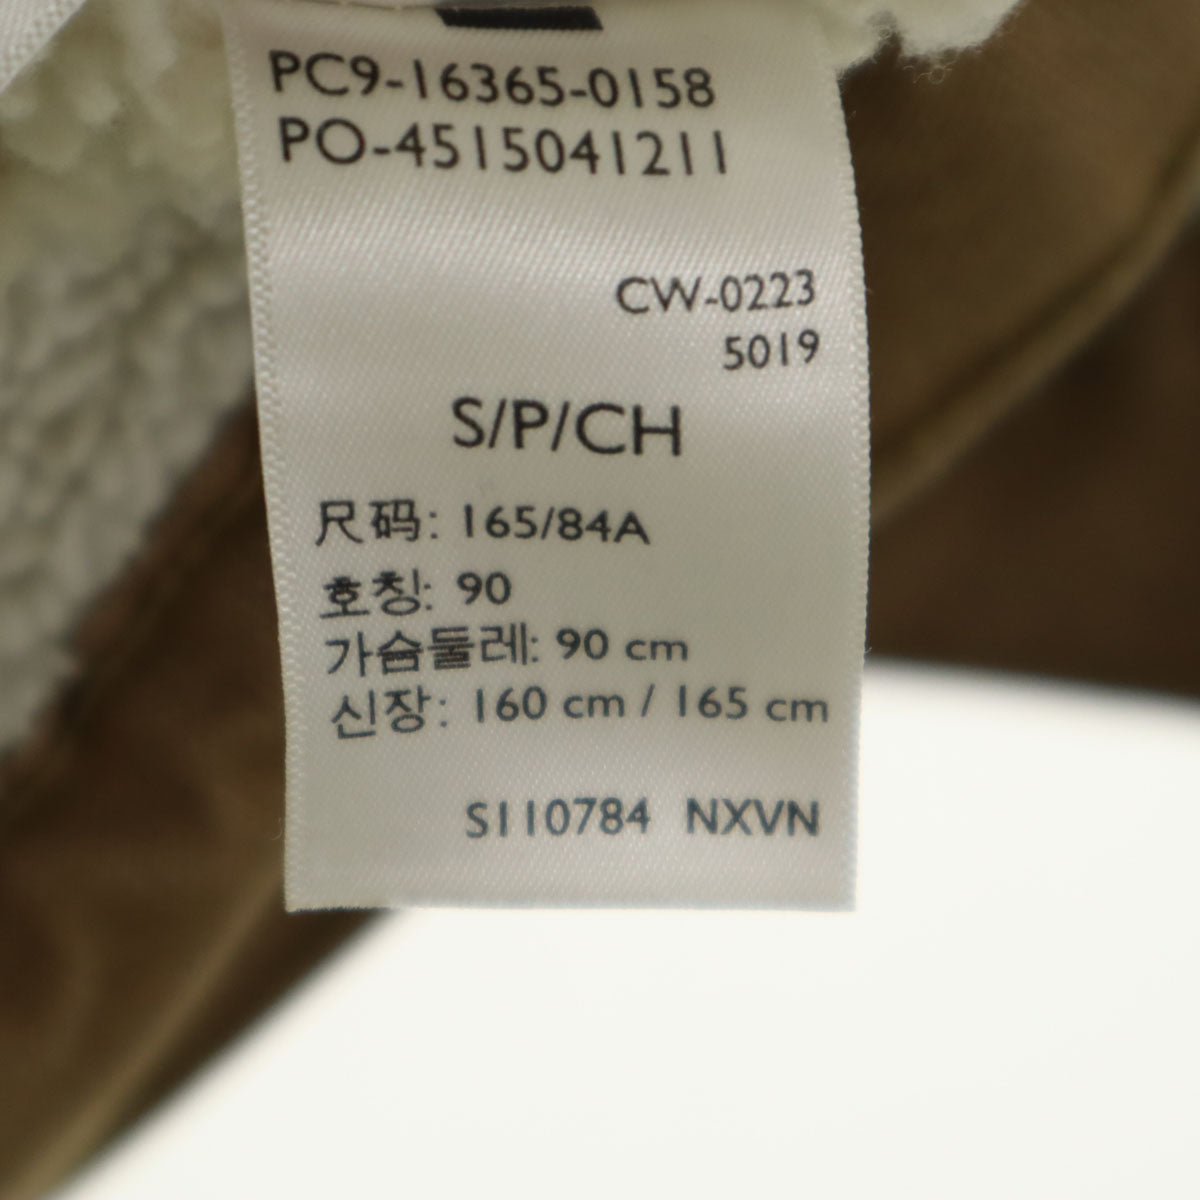 PC9-16365-0158
PO-4515041211
CW-0223
5019
S/P/CH
尺码: 165/84A
호칭: 90
가슴둘레: 90 cm
신장: 160 cm / 165 cm
S110784 NXVN